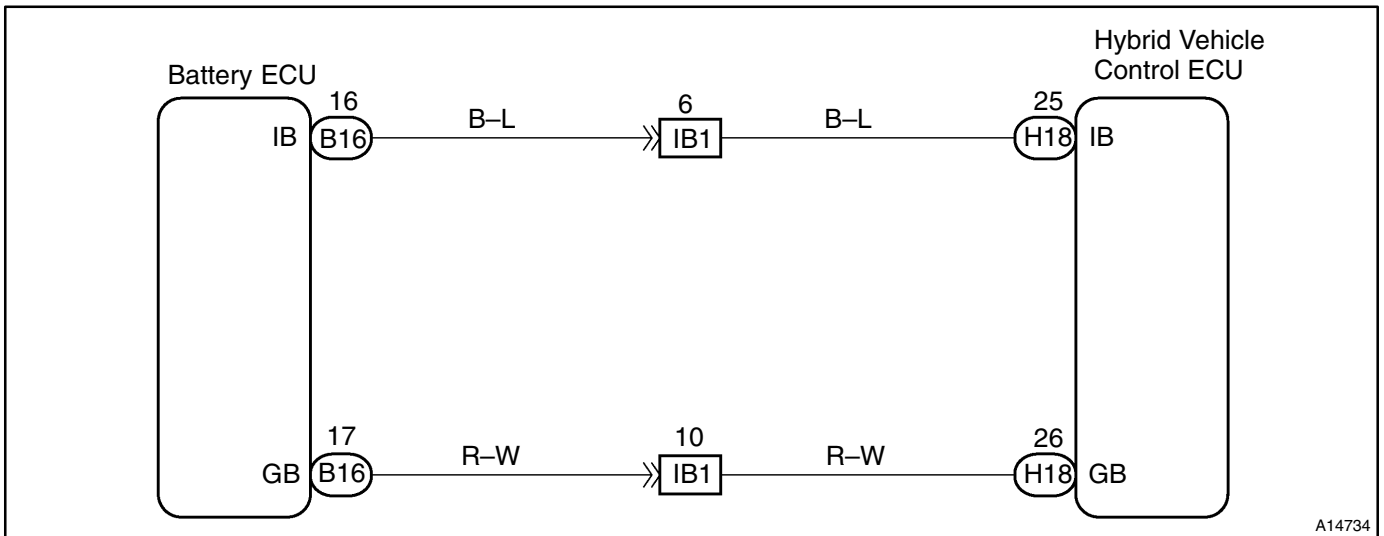 Hybrid Vehicle
Control ECU
Battery ECU
16
6
25
IB
B16
B–L
IB1
B–L
H18
IB
17
10
26
GB
B16
R–W
IB1
R–W
H18
GB
A14734